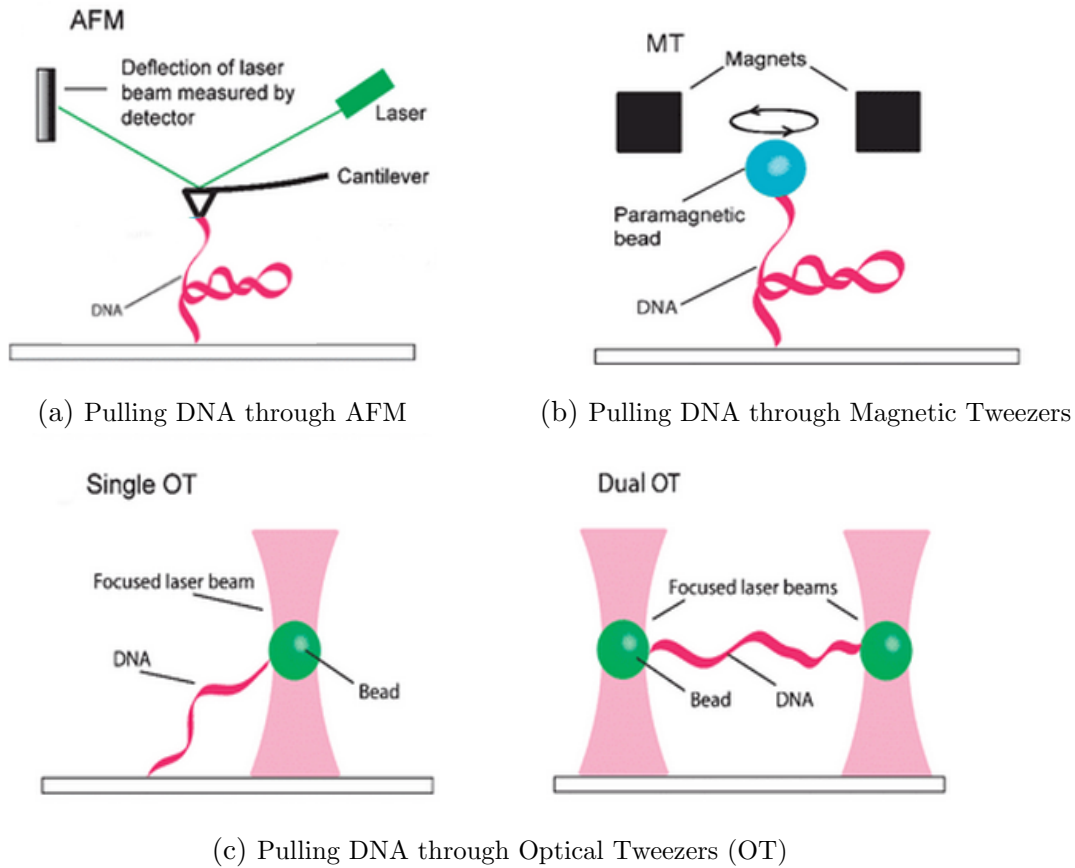 AFM
Deflection of laser
beam measured by
detector
Laser
Cantilever
DNA
(a) Pulling DNA through AFM
MT
Magnets
Paramagnetic
bead
DNA
(b) Pulling DNA through Magnetic Tweezers
Single OT
Focused laser beam
DNA
Bead
Dual OT
Focused laser beams
Bead
DNA
(c) Pulling DNA through Optical Tweezers (OT)